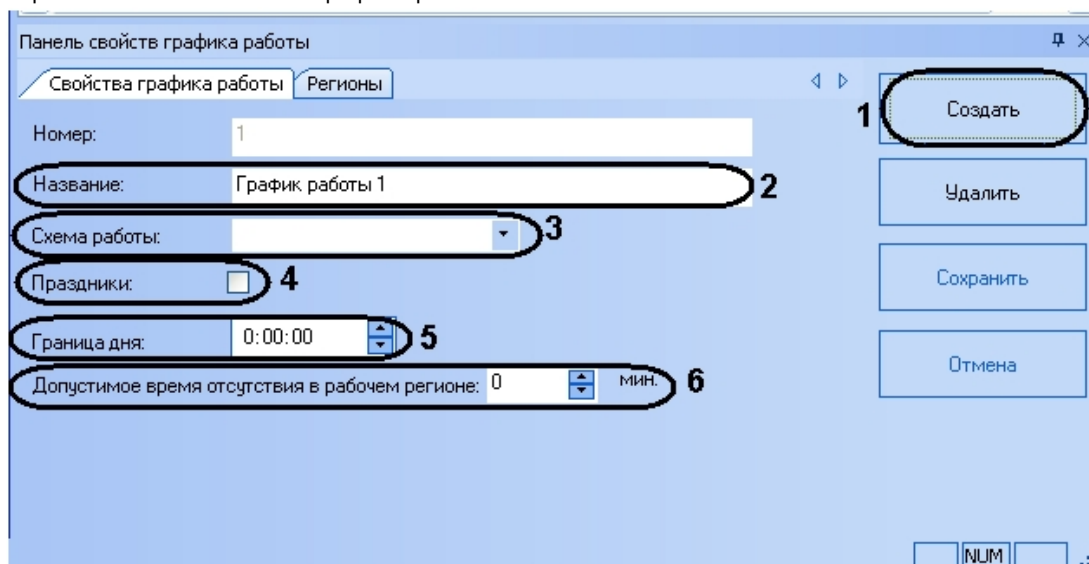 Панель свойств графика работы
Свойства графика работы Регионы
1 Создать
Номер: 1
Название: График работы 1 2
Удалить
Схема работы: 3
Праздники: 4
Сохранить
Граница дня: 0:00:00 5
Отмена
Допустимое время отсутствия в рабочем регионе: 0 мин. 6
NUM